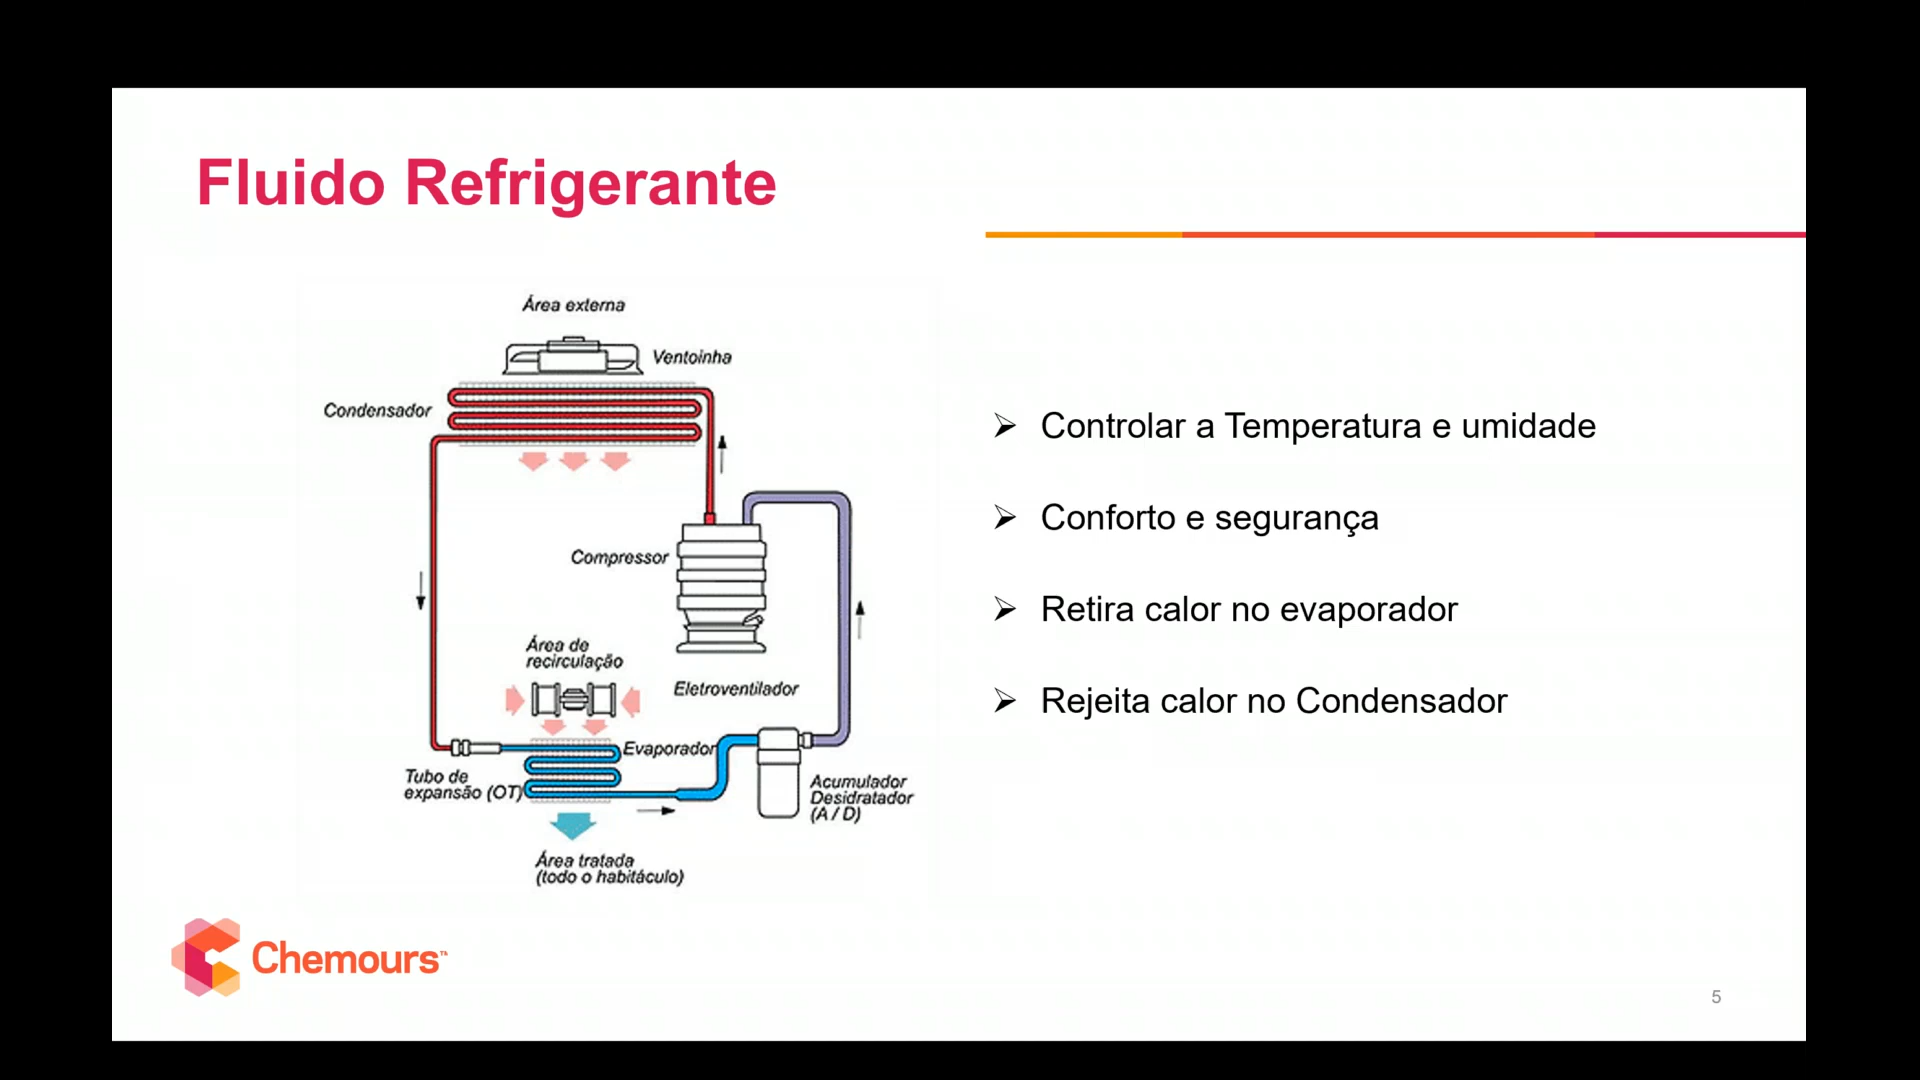 Fluido Refrigerante
Área externa
Ventoinha
Condensador
Compressor
Área de
recirculação
Eletroventilador
Evaporador
Tubo de
expansão (OT)
Acumulador
Desidratador
(A / D)
Área tratada
(todo o habitáculo)
Controlar a Temperatura e umidade
Conforto e segurança
Retira calor no evaporador
Rejeita calor no Condensador
Chemours™
5